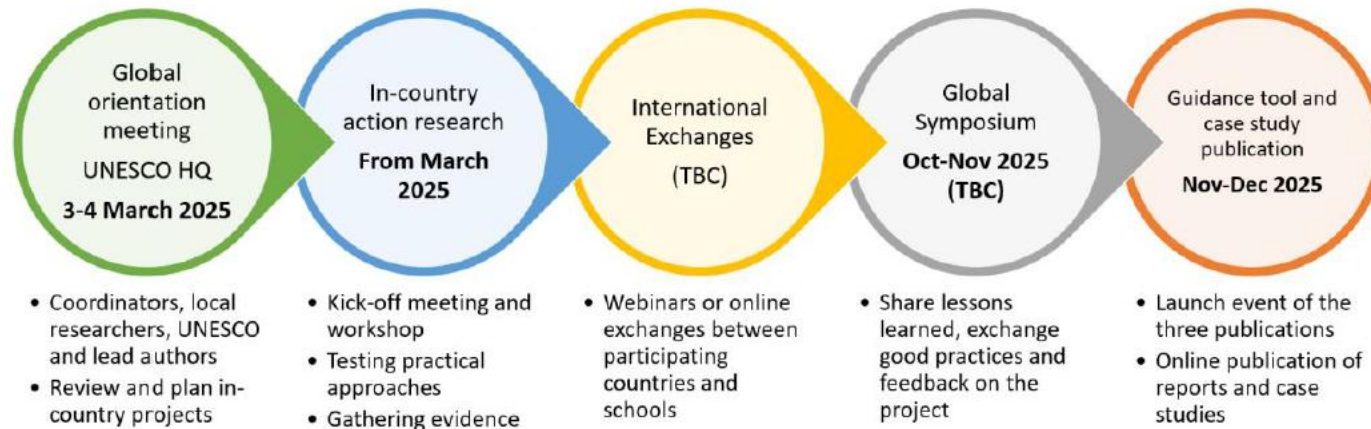 Global
orientation
meeting
UNESCO HQ
3-4 March 2025
In-country
action research
From March
2025
International
Exchanges
(TBC)
Global
Symposium
Oct-Nov 2025
(TBC)
Guidance tool and
case study
publication
Nov-Dec 2025
• Coordinators, local
researchers, UNESCO
and lead authors
• Review and plan in-
country projects
• Kick-off meeting and
workshop
• Testing practical
approaches
• Gathering evidence
• Webinars or online
exchanges between
participating
countries and
schools
• Share lessons
learned, exchange
good practices and
feedback on the
project
• Launch event of the
three publications
• Online publication of
reports and case
studies